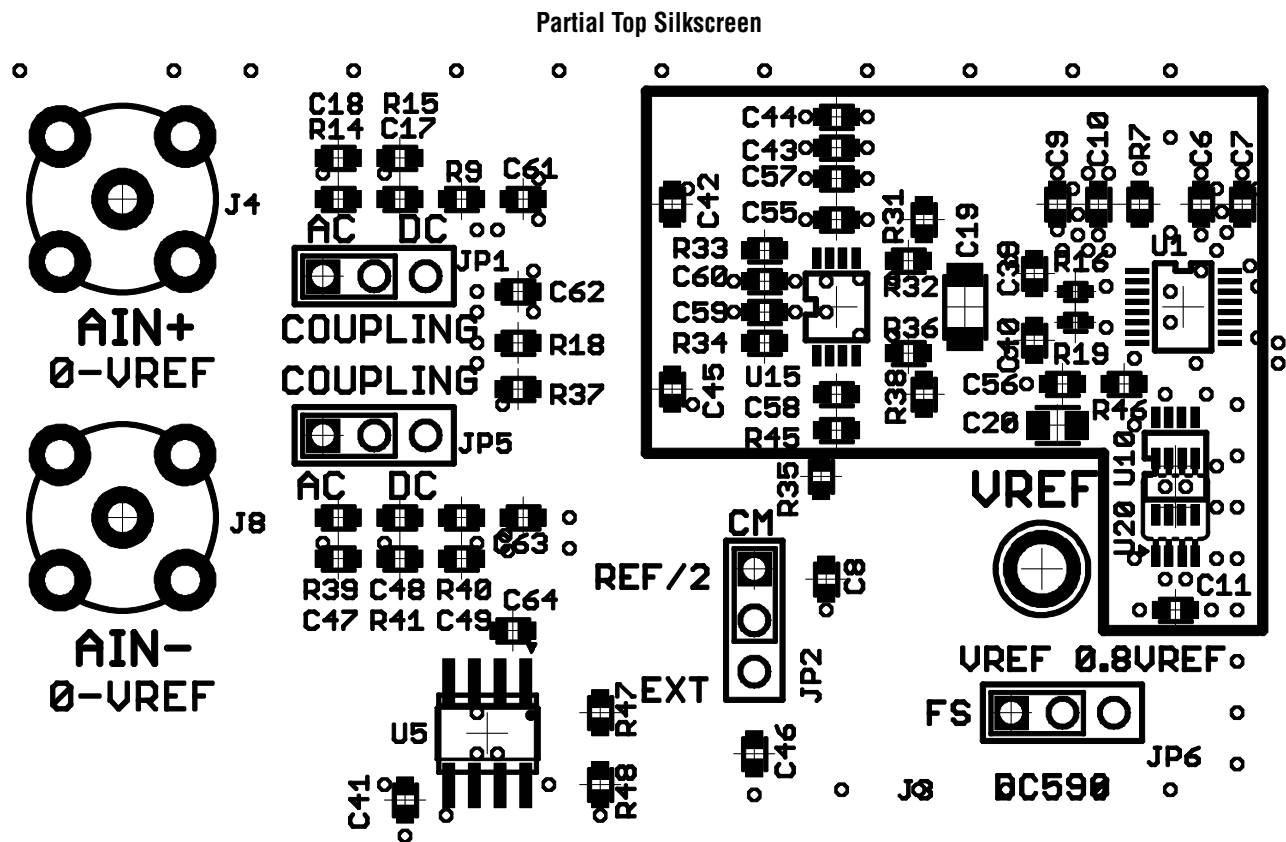 Partial Top Silkscreen
C18 R15
R14 C17
R9 C61
J4
AC DC
JP1
AIN+
0-VREF
COUPLING
C62
R18
COUPLING
R37
JP5
AC DC
J8
C63
R39 C48 R40
C47 R41 C49
C64
AIN-
0-VREF
U5
C41
R47
R48
C44
C43
C57
C55
C42
R33
C60
C59
R34
C45
U15
C58
R45
R35
R31
R32
R36
R38
C19
C39
C40
C9
C10
R7
C6
C7
U1
R16
R19
C56
R46
C20
U10
U20
VREF
C11
CM
REF/2
C8
EXT
JP2
C46
VREF 0.8VREF
FS
JP6
J3
DC590